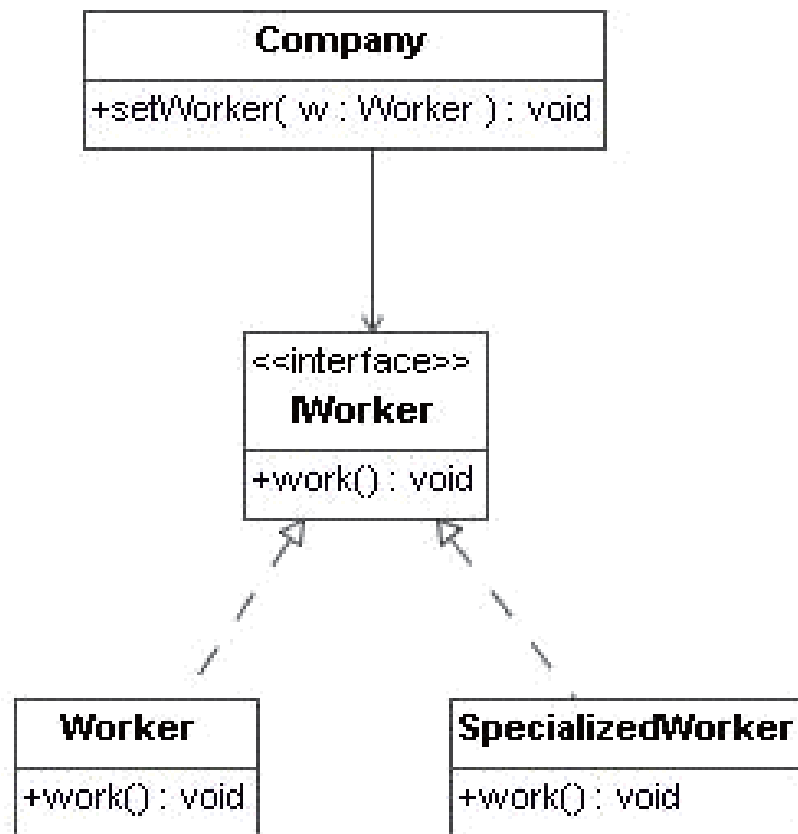 Company
+setWorker( w : Worker ) : void
<<interface>>
IWorker
+work() : void
Worker
+work() : void
SpecializedWorker
+work() : void